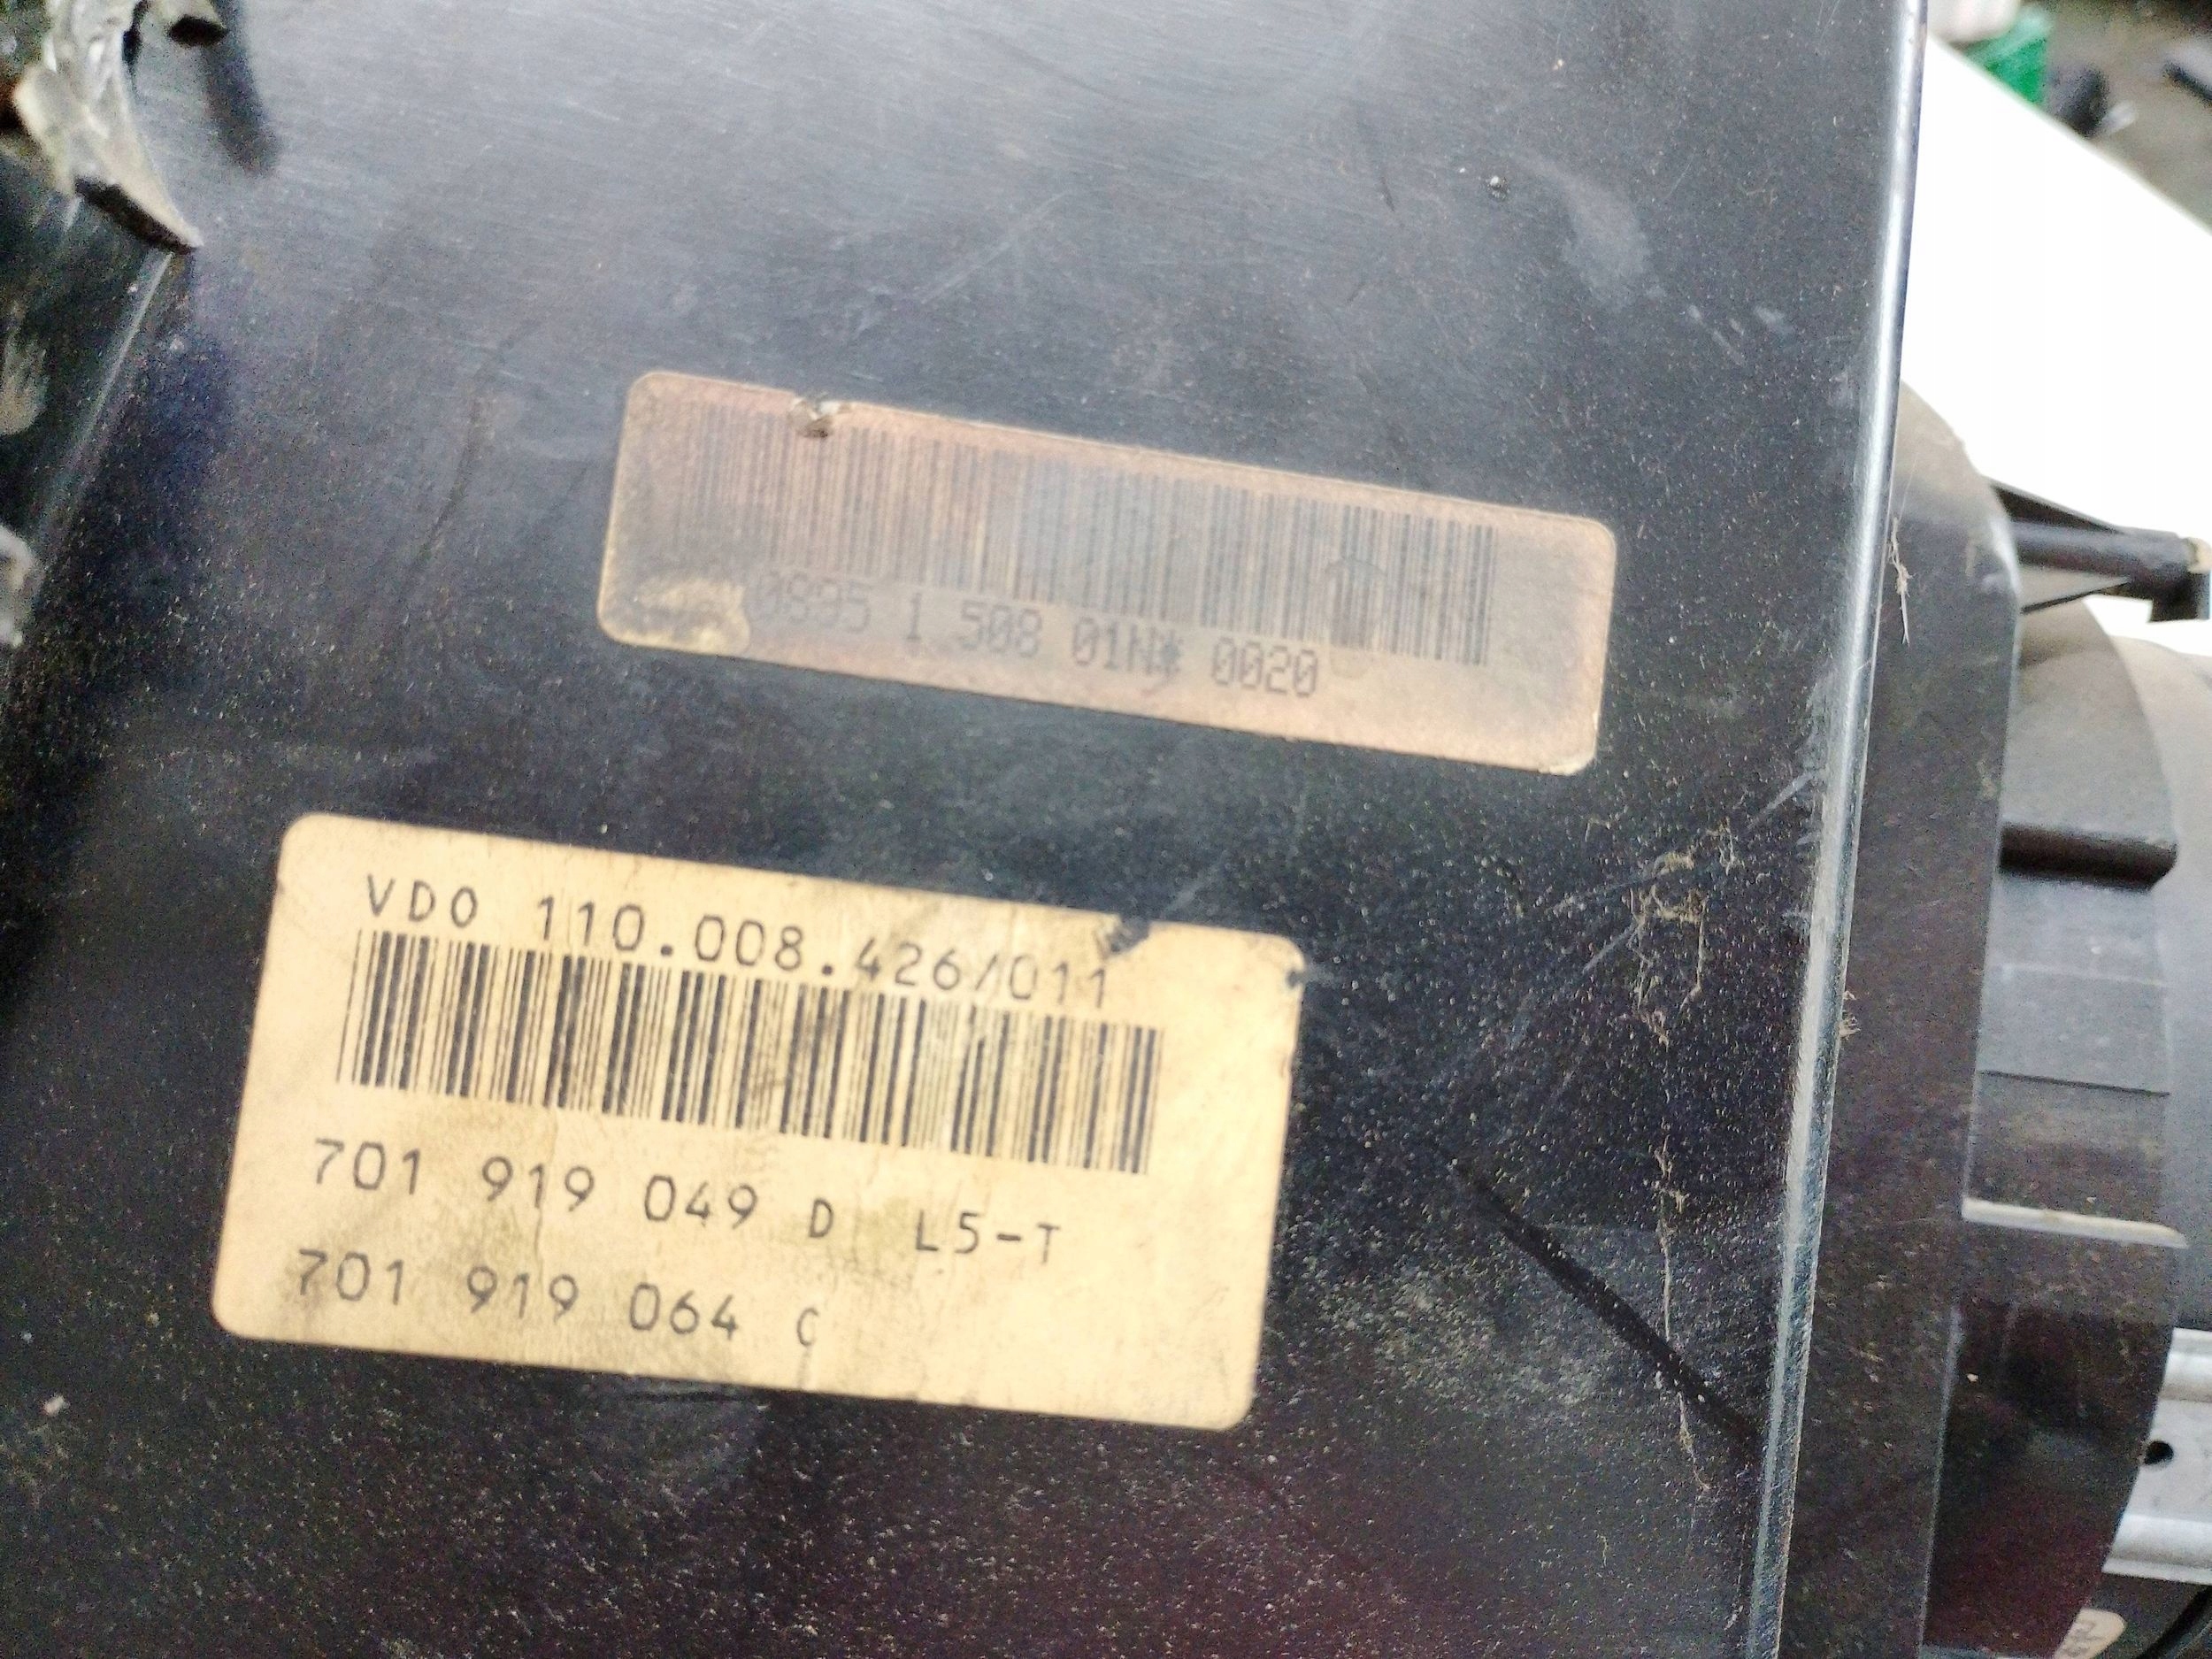 0895 1 508 01N* 0020
VDO 110.008.426/011
701 919 049 D L5-T
701 919 064 C